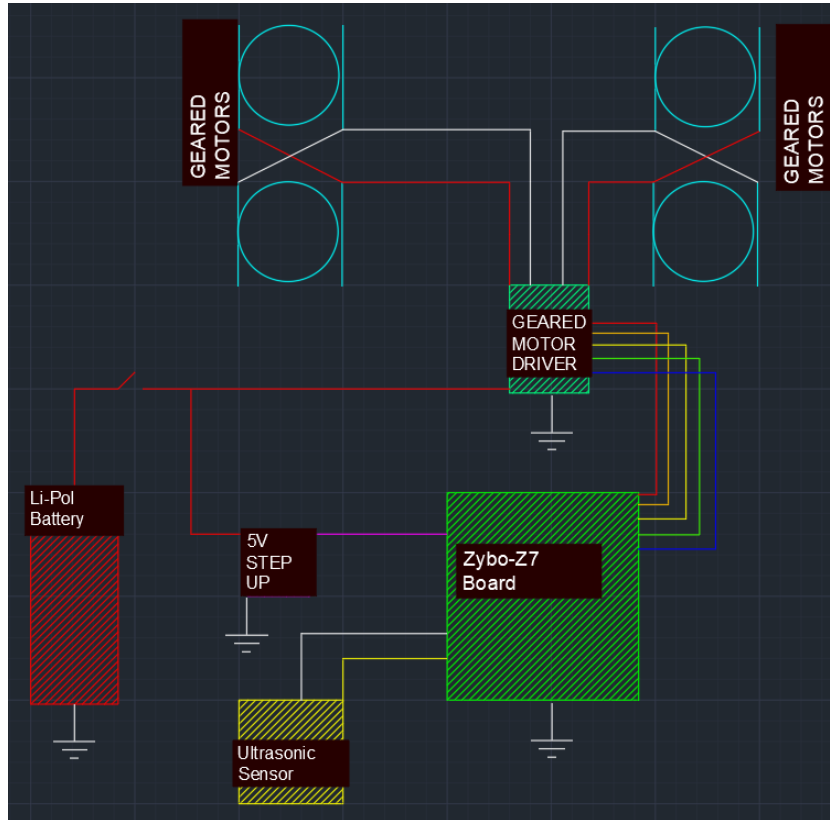 GEARED
MOTORS
GEARED
MOTORS
GEARED
MOTOR
DRIVER
Li-Pol
Battery
5V
STEP
UP
Zybo-Z7
Board
Ultrasonic
Sensor